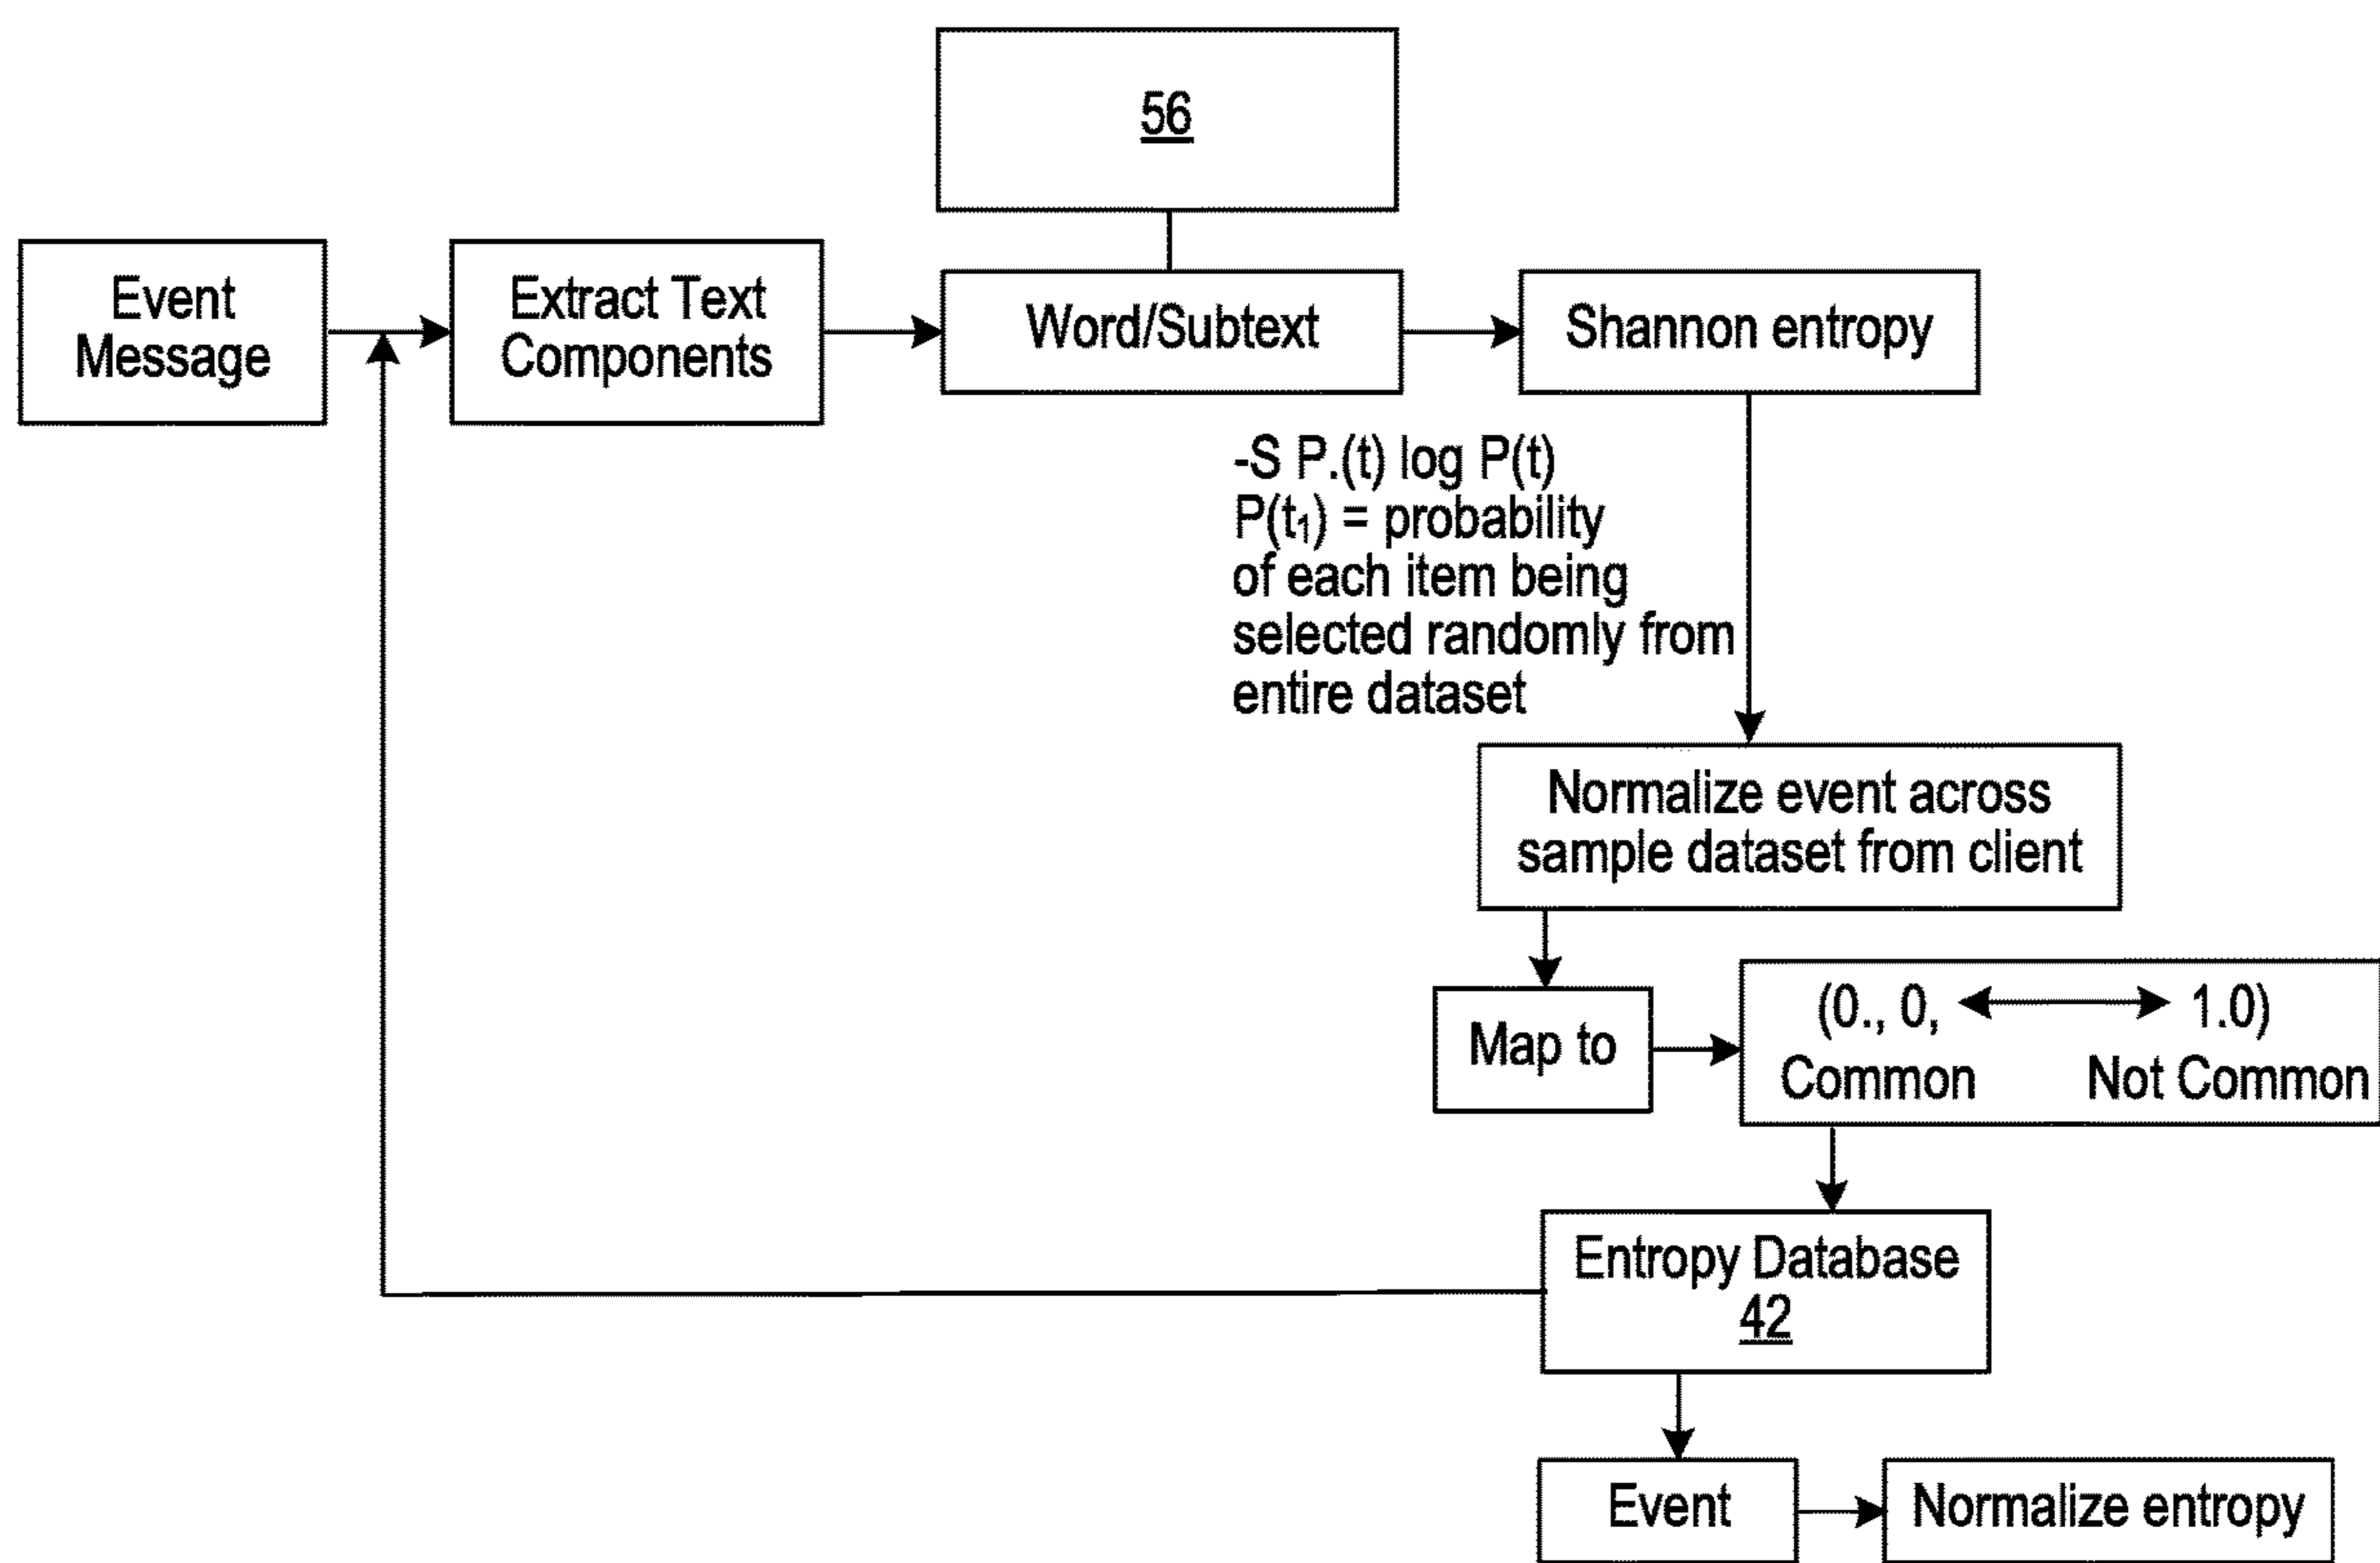 56
Event
Message
Extract Text
Components
Word/Subtext
Shannon entropy
-S P.(t) log P(t)
P(t₁) = probability
of each item being
selected randomly from
entire dataset
Normalize event across
sample dataset from client
Map to
(0., 0, 1.0)
Common Not Common
Entropy Database
42
Event
Normalize entropy